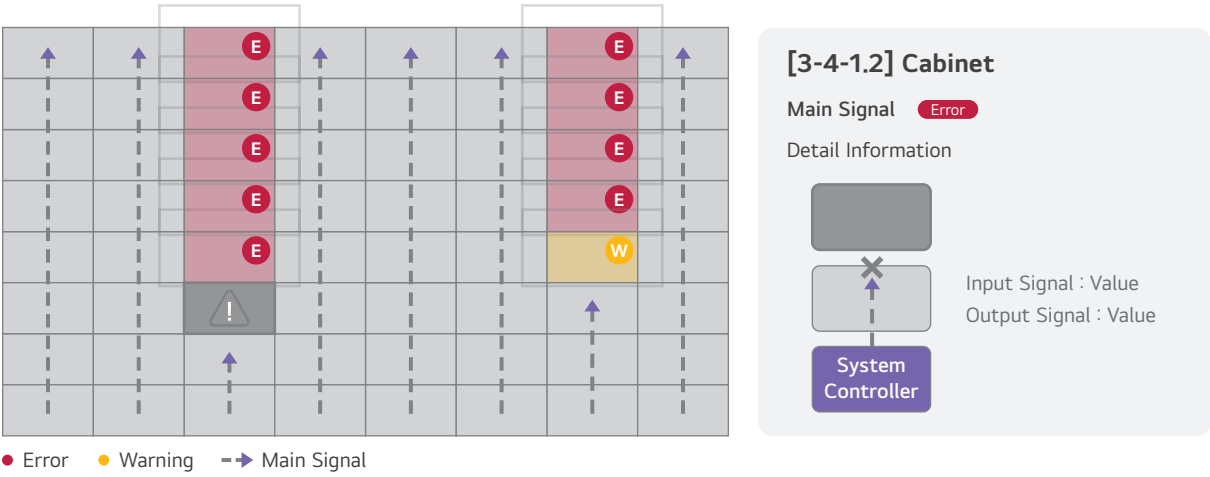 E
E
E
E
E
E
E
E
E
W
!
[3-4-1.2] Cabinet
Main Signal Error
Detail Information
Input Signal : Value
Output Signal : Value
System
Controller
Error Warning Main Signal